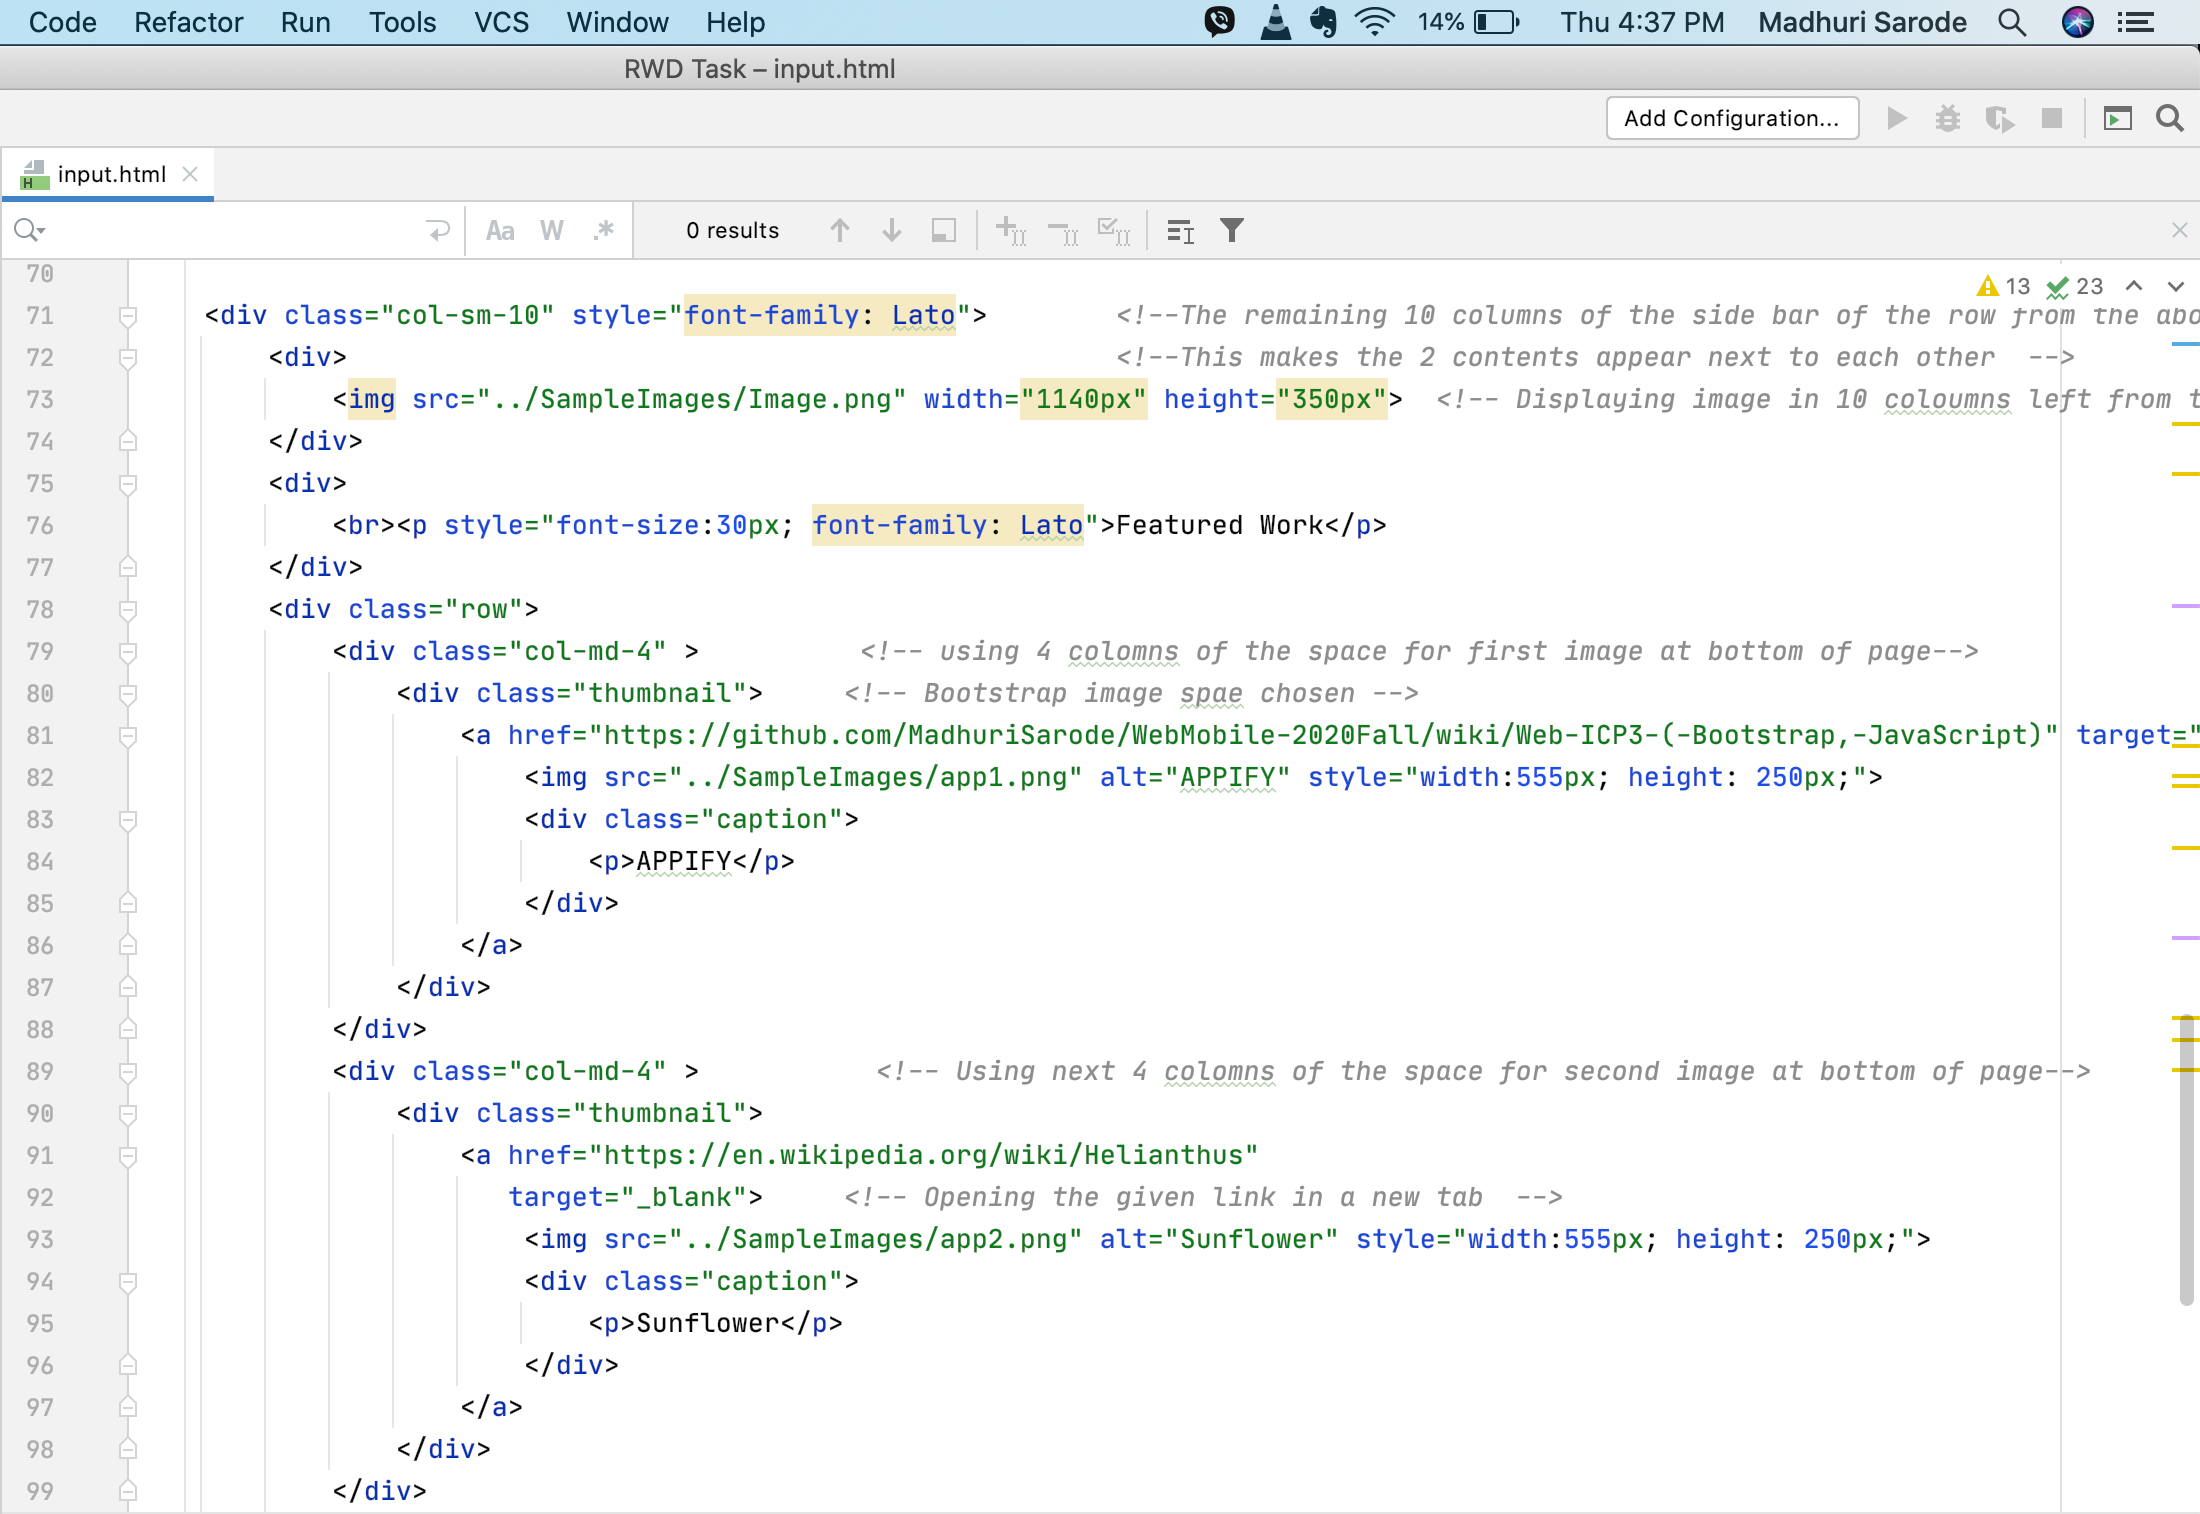 Code Refactor Run Tools VCS Window Help 14% Thu 4:37 PM Madhuri Sarode
RWD Task – input.html
Add Configuration...
input.html
Aa W .* 0 results
13 23
70
71 <div class="col-sm-10" style="font-family: Lato"> <!--The remaining 10 columns of the side bar of the row from the abo
72 <div> <!--This makes the 2 contents appear next to each other -->
73 <img src="../SampleImages/Image.png" width="1140px" height="350px"> <!-- Displaying image in 10 coloumns left from t
74 </div>
75 <div>
76 <br><p style="font-size:30px; font-family: Lato">Featured Work</p>
77 </div>
78 <div class="row">
79 <div class="col-md-4" > <!-- using 4 colomns of the space for first image at bottom of page-->
80 <div class="thumbnail"> <!-- Bootstrap image spae chosen -->
81 <a href="https://github.com/MadhuriSarode/WebMobile-2020Fall/wiki/Web-ICP3-(-Bootstrap,-JavaScript)" target="
82 <img src="../SampleImages/app1.png" alt="APPIFY" style="width:555px; height: 250px;">
83 <div class="caption">
84 <p>APPIFY</p>
85 </div>
86 </a>
87 </div>
88 </div>
89 <div class="col-md-4" > <!-- Using next 4 colomns of the space for second image at bottom of page-->
90 <div class="thumbnail">
91 <a href="https://en.wikipedia.org/wiki/Helianthus"
92 target="_blank"> <!-- Opening the given link in a new tab -->
93 <img src="../SampleImages/app2.png" alt="Sunflower" style="width:555px; height: 250px;">
94 <div class="caption">
95 <p>Sunflower</p>
96 </div>
97 </a>
98 </div>
99 </div>